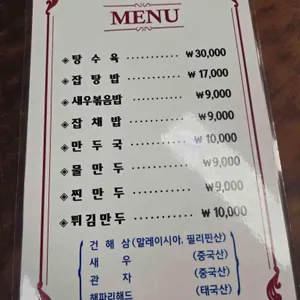 MENU
탕 수 육 ········· ₩30,000
잡 탕 밥 ········· ₩17,000
새우볶음밥 ········· ₩9,000
잡 채 밥 ········· ₩9,000
만 두 국 ········· ₩10,000
물 만 두 ········· ₩9,000
찐 만 두 ········· ₩9,000
튀김만두 ········· ₩10,000
건 해 삼 (말레이시아, 필리핀산)
새 우 (중국산)
관 자 (중국산)
해파리해드 (태국산)